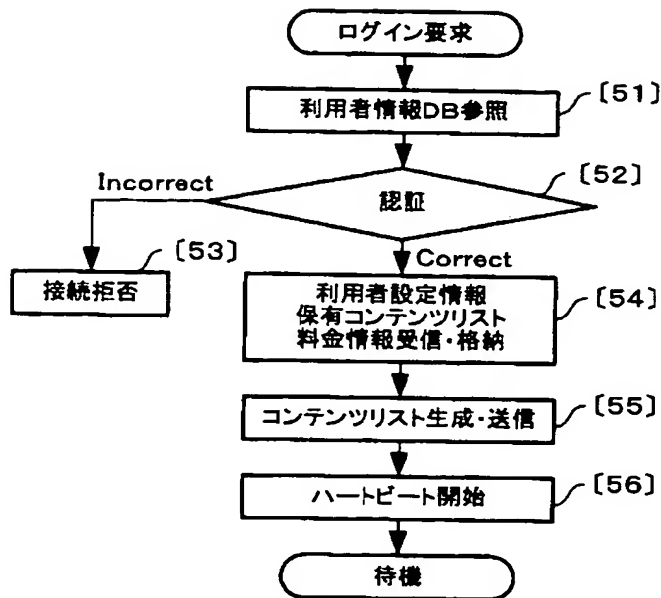 ログイン要求
利用者情報DB参照
〔51〕
認証
〔52〕
Incorrect
Correct
接続拒否
〔53〕
利用者設定情報
保有コンテンツリスト
料金情報受信・格納
〔54〕
コンテンツリスト生成・送信
〔55〕
ハートビート開始
〔56〕
待機